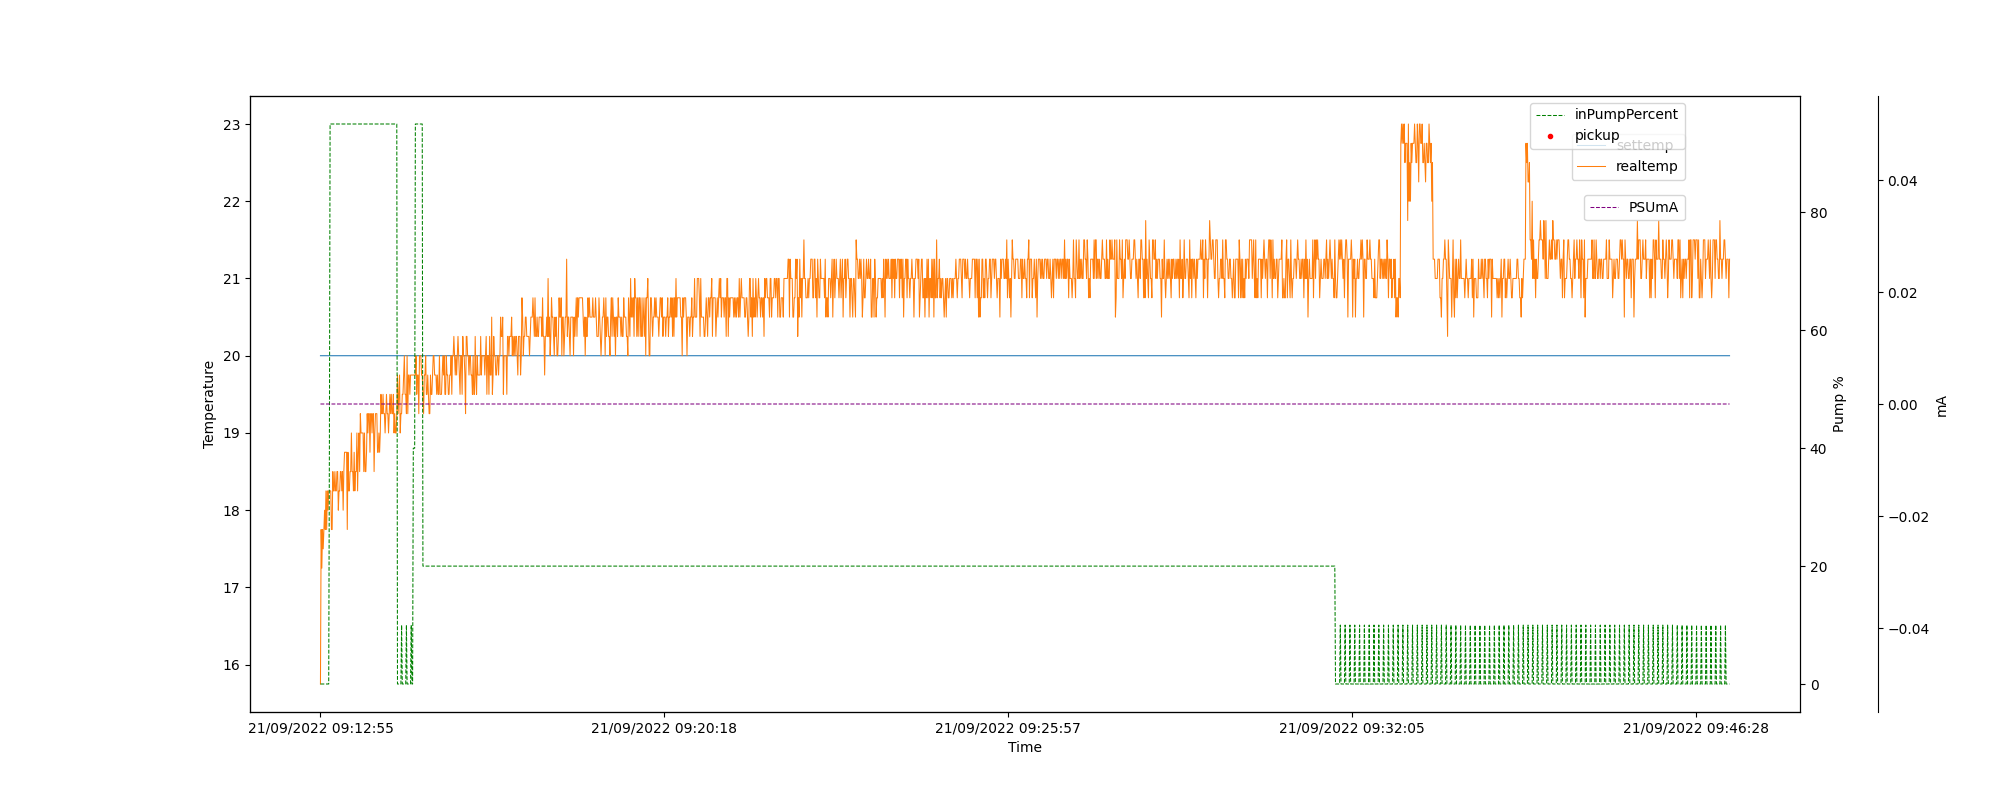 inPumpPercent
pickup
settemp
realtemp
PSUmA
23
22
21
20
19
18
17
16
Temperature
80
60
40
20
0
Pump %
0.04
0.02
0.00
−0.02
−0.04
mA
21/09/2022 09:12:55
21/09/2022 09:20:18
21/09/2022 09:25:57
21/09/2022 09:32:05
21/09/2022 09:46:28
Time